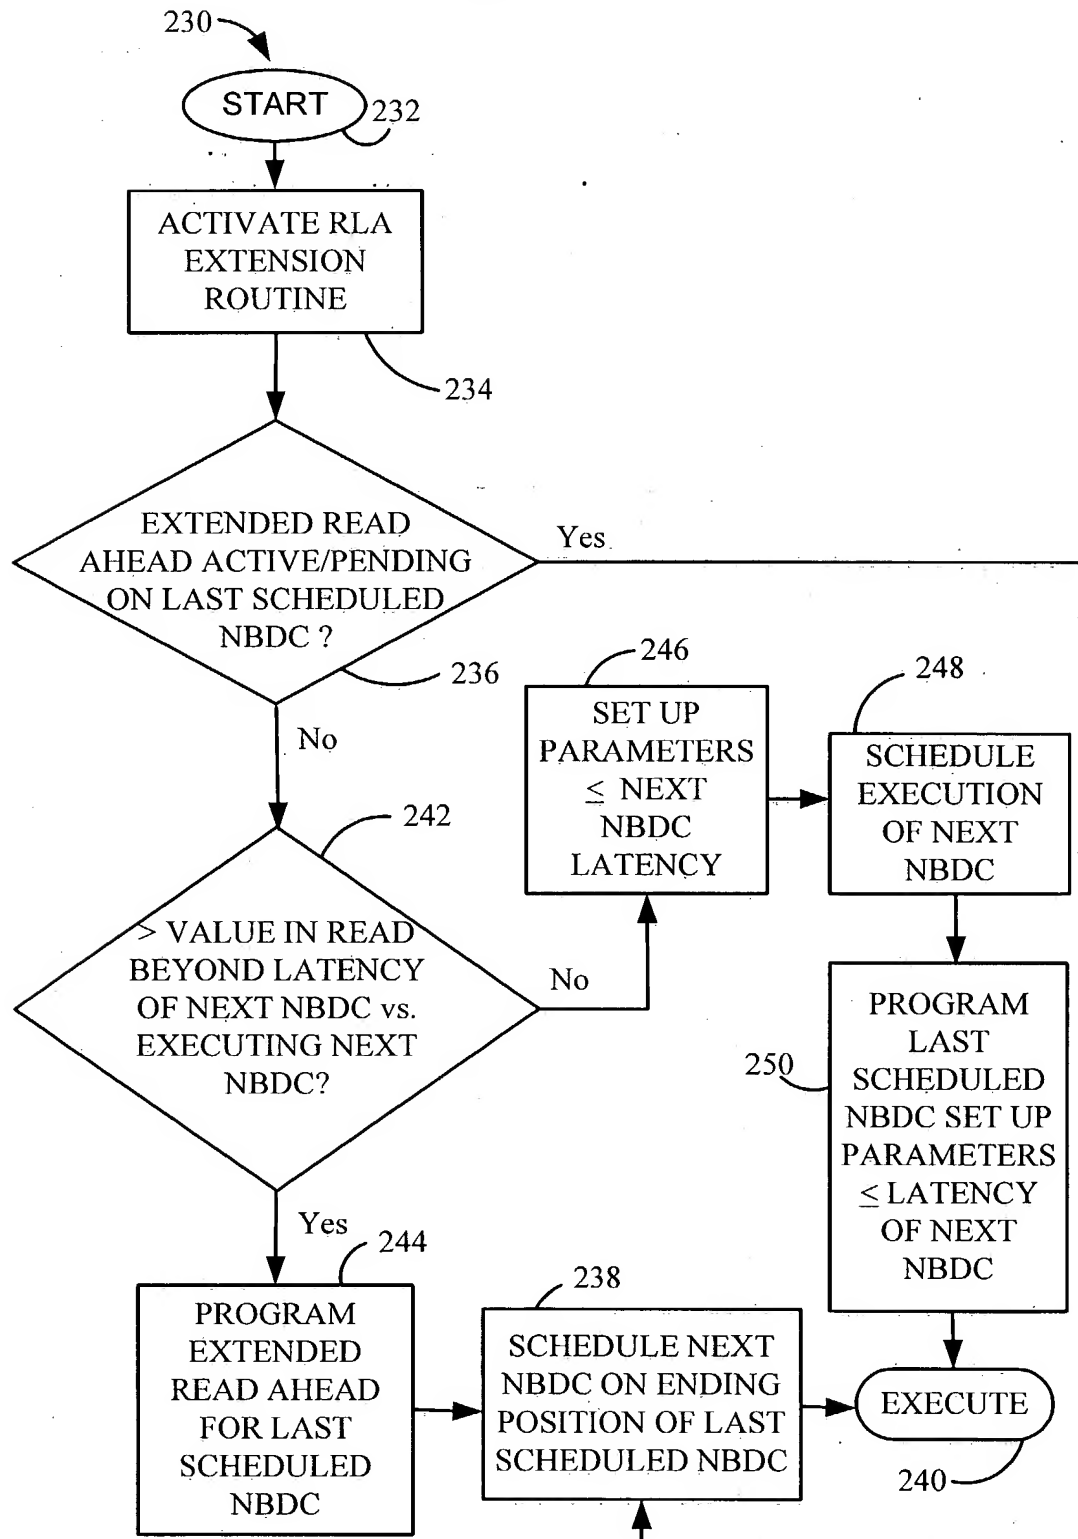 230
START
232
ACTIVATE RLA
EXTENSION
ROUTINE
234
EXTENDED READ
AHEAD ACTIVE/PENDING
ON LAST SCHEDULED
NBDC ?
Yes
236
No
246
SET UP
PARAMETERS
≤ NEXT
NBDC
LATENCY
248
SCHEDULE
EXECUTION
OF NEXT
NBDC
242
> VALUE IN READ
BEYOND LATENCY
OF NEXT NBDC vs.
EXECUTING NEXT
NBDC?
No
250
PROGRAM
LAST
SCHEDULED
NBDC SET UP
PARAMETERS
≤ LATENCY
OF NEXT
NBDC
Yes
244
PROGRAM
EXTENDED
READ AHEAD
FOR LAST
SCHEDULED
NBDC
238
SCHEDULE NEXT
NBDC ON ENDING
POSITION OF LAST
SCHEDULED NBDC
EXECUTE
240